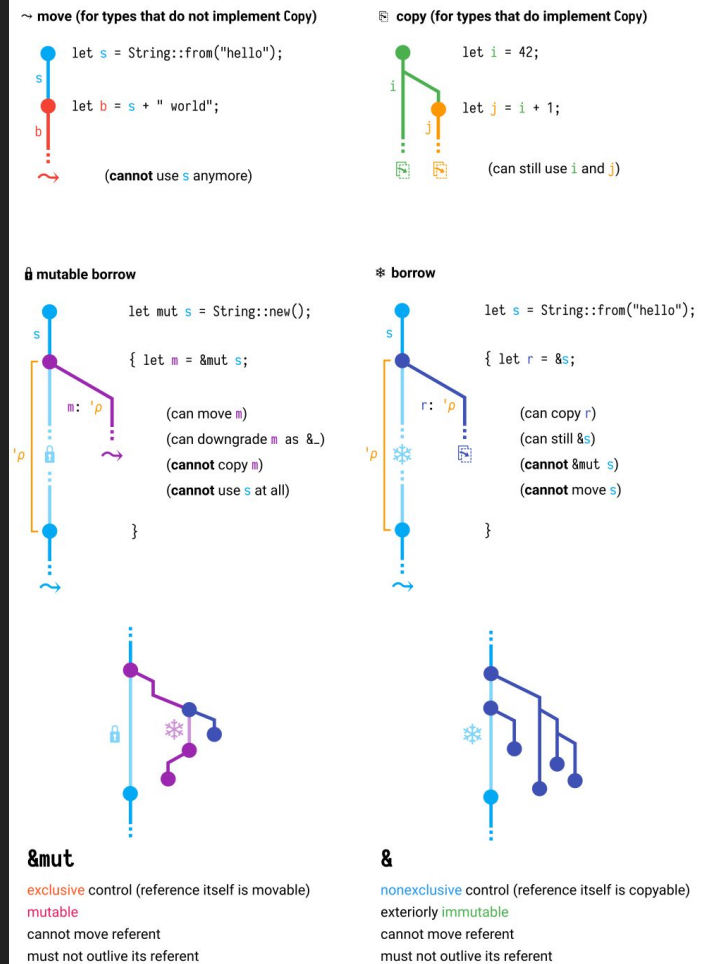 move (for types that do not implement Copy)
let s = String::from("hello");
s
let b = s + " world";
b
(cannot use s anymore)
copy (for types that do implement Copy)
let i = 42;
i
let j = i + 1;
j
(can still use i and j)
mutable borrow
let mut s = String::new();
s
{ let m = &mut s;
m: 'ρ
(can move m)
(can downgrade m as &_)
'ρ
(cannot copy m)
(cannot use s at all)
}
borrow
let s = String::from("hello");
s
{ let r = &s;
r: 'ρ
(can copy r)
(can still &s)
'ρ
(cannot &mut s)
(cannot move s)
}
&mut
exclusive control (reference itself is movable)
mutable
cannot move referent
must not outlive its referent
&
nonexclusive control (reference itself is copyable)
exteriorly immutable
cannot move referent
must not outlive its referent